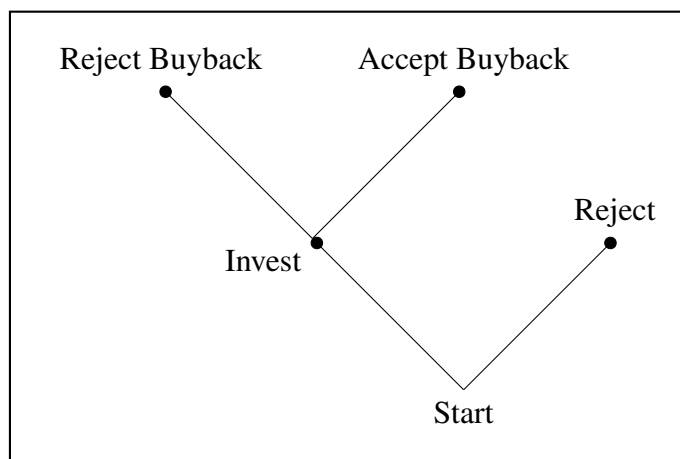 Reject Buyback
Accept Buyback
Reject
Invest
Start